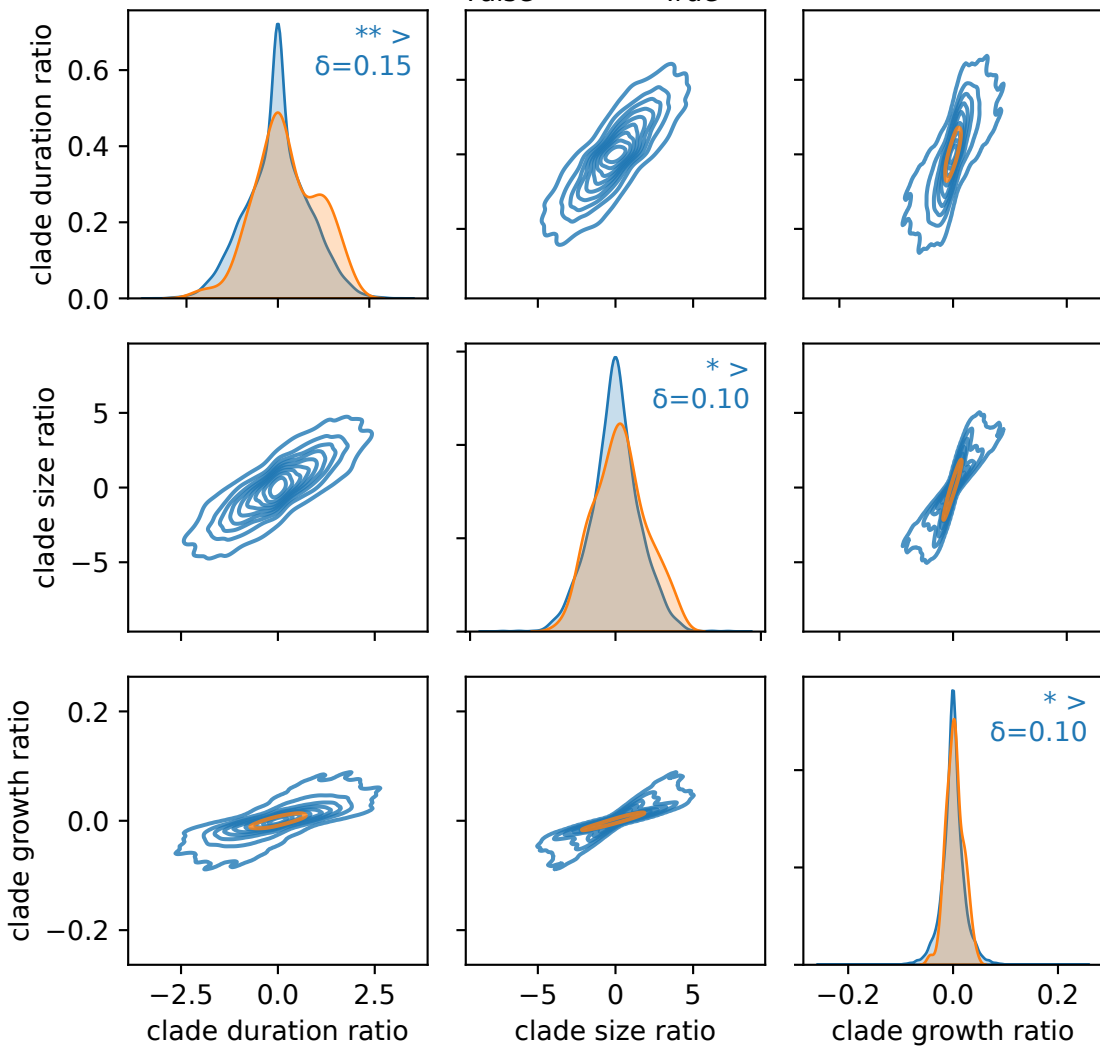 True
clade duration ratio
0.6
0.4
0.2
0.0
** >
δ=0.15
clade size ratio
5
0
−5
* >
δ=0.10
clade growth ratio
0.2
0.0
−0.2
* >
δ=0.10
−2.5 0.0 2.5
−5 0 5
−0.2 0.0 0.2
clade duration ratio
clade size ratio
clade growth ratio